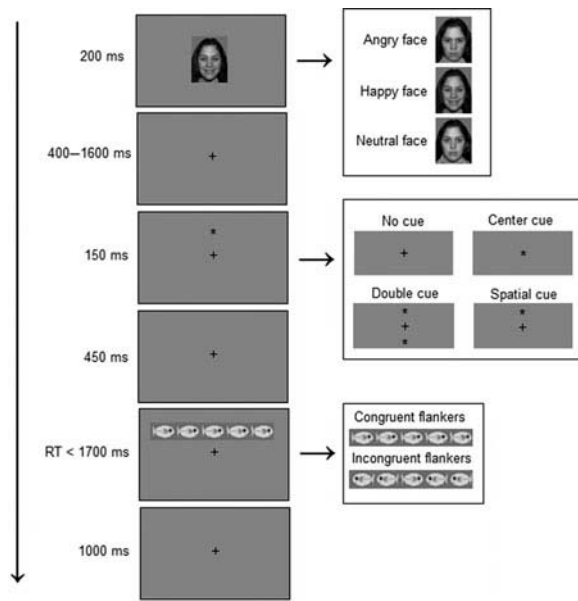 200 ms
Angry face
Happy face
Neutral face
400–1600 ms
+
150 ms
*
+
No cue
+
Center cue
*
Double cue
*
+
*
Spatial cue
*
+
450 ms
+
RT < 1700 ms
+
Congruent flankers
Incongruent flankers
1000 ms
+